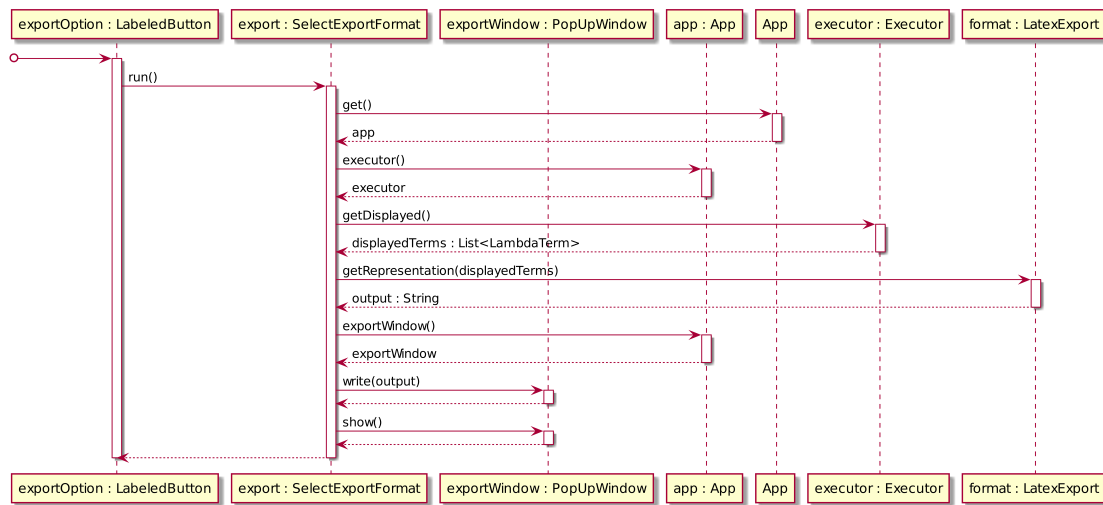 exportOption : LabeledButton
export : SelectExportFormat
exportWindow : PopUpWindow
app : App
App
executor : Executor
format : LatexExport
run()
get()
app
executor()
executor
getDisplayed()
displayedTerms : List<LambdaTerm>
getRepresentation(displayedTerms)
output : String
exportWindow()
exportWindow
write(output)
show()
exportOption : LabeledButton
export : SelectExportFormat
exportWindow : PopUpWindow
app : App
App
executor : Executor
format : LatexExport